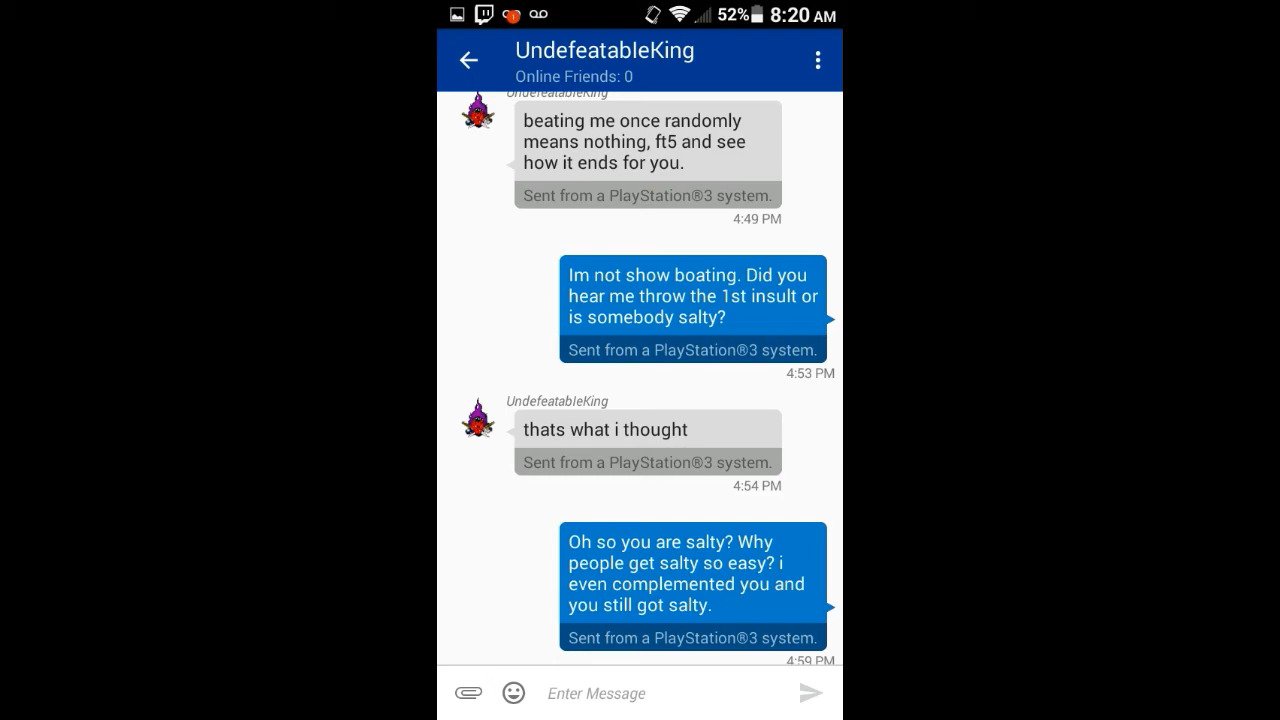 52% 8:20 AM
UndefeatableKing
Online Friends: 0
UndefeatableKing
beating me once randomly
means nothing, ft5 and see
how it ends for you.
Sent from a PlayStation®3 system.
4:49 PM
Im not show boating. Did you
hear me throw the 1st insult or
is somebody salty?
Sent from a PlayStation®3 system.
4:53 PM
UndefeatableKing
thats what i thought
Sent from a PlayStation®3 system.
4:54 PM
Oh so you are salty? Why
people get salty so easy? i
even complemented you and
you still got salty.
Sent from a PlayStation®3 system.
4:59 PM
Enter Message